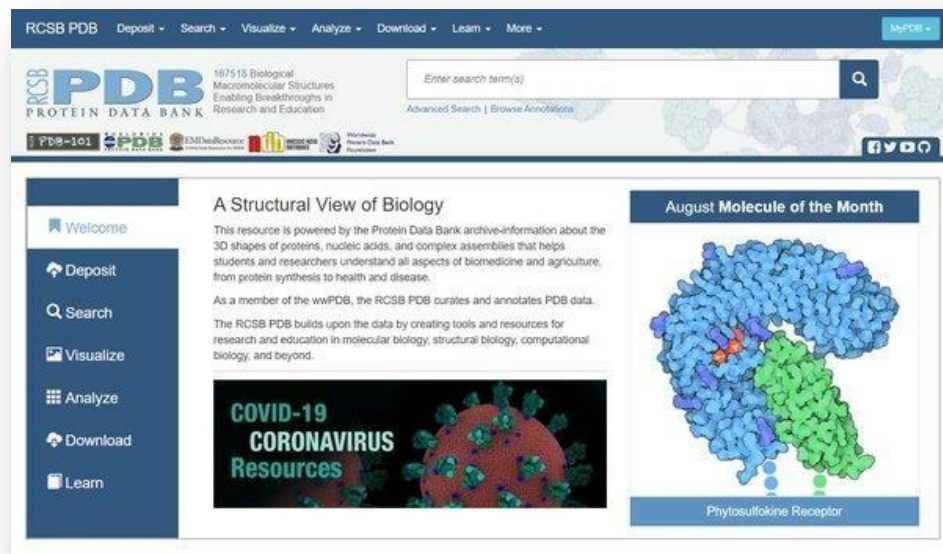 RCSB PDB Deposit Search Visualize Analyze Download Learn More MyPDB
RCSB
PDB
PROTEIN DATA BANK
167518 Biological
Macromolecular Structures
Enabling Breakthroughs in
Research and Education
Enter search term(s)
Advanced Search | Browse Annotations
PDB-101
PDB
EMDataResource
Worldwide
Protein Data Bank
Foundation
Welcome
Deposit
Search
Visualize
Analyze
Download
Learn
A Structural View of Biology
This resource is powered by the Protein Data Bank archive-information about the
3D shapes of proteins, nucleic acids, and complex assemblies that helps
students and researchers understand all aspects of biomedicine and agriculture,
from protein synthesis to health and disease.
As a member of the wwPDB, the RCSB PDB curates and annotates PDB data.
The RCSB PDB builds upon the data by creating tools and resources for
research and education in molecular biology, structural biology, computational
biology, and beyond.
COVID-19
CORONAVIRUS
Resources
August Molecule of the Month
Phytosulfokine Receptor